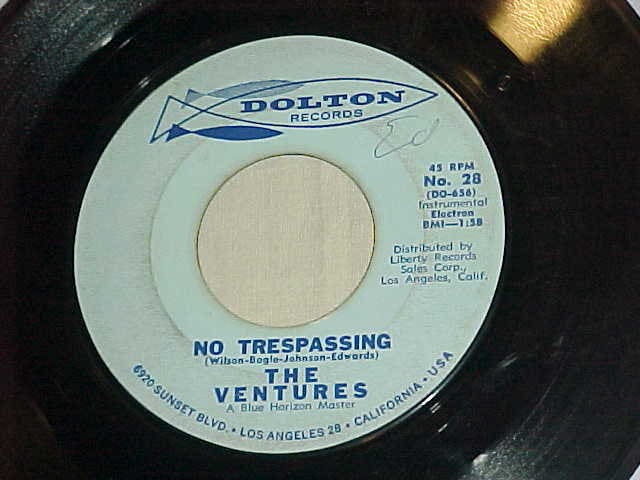 DOLTON
RECORDS
Ed
45 RPM
No. 28
(DO-656)
Instrumental
Electron
BMI—1:58
Distributed by
Liberty Records
Sales Corp.,
Los Angeles, Calif.
NO TRESPASSING
(Wilson-Bogle-Johnson-Edwards)
THE
VENTURES
A Blue Horizon Master
6920 SUNSET BLVD. • LOS ANGELES 28 • CALIFORNIA • USA